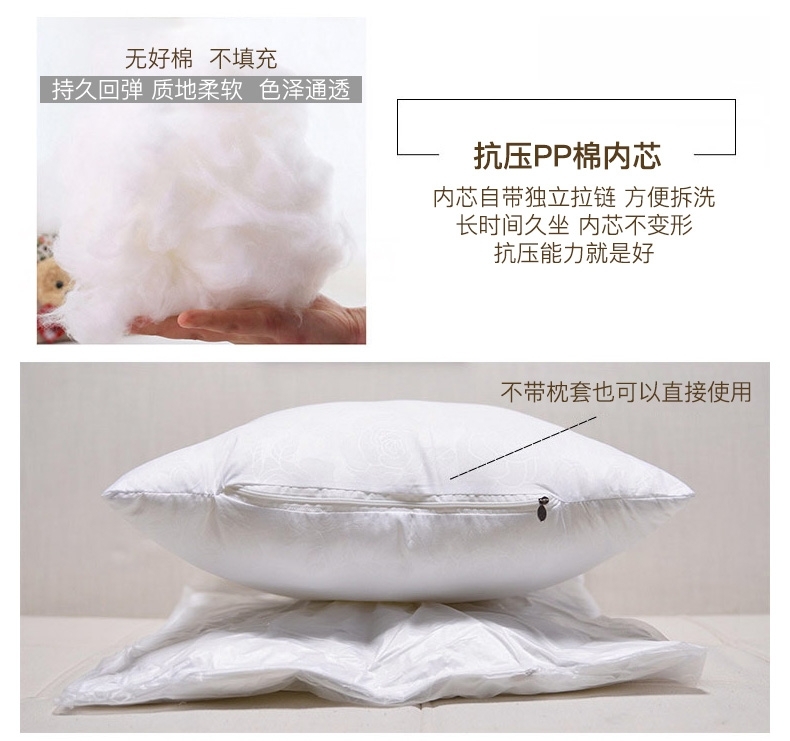 无好棉 不填充
持久回弹 质地柔软 色泽通透
抗压PP棉内芯
内芯自带独立拉链 方便拆洗
长时间久坐 内芯不变形
抗压能力就是好
不带枕套也可以直接使用